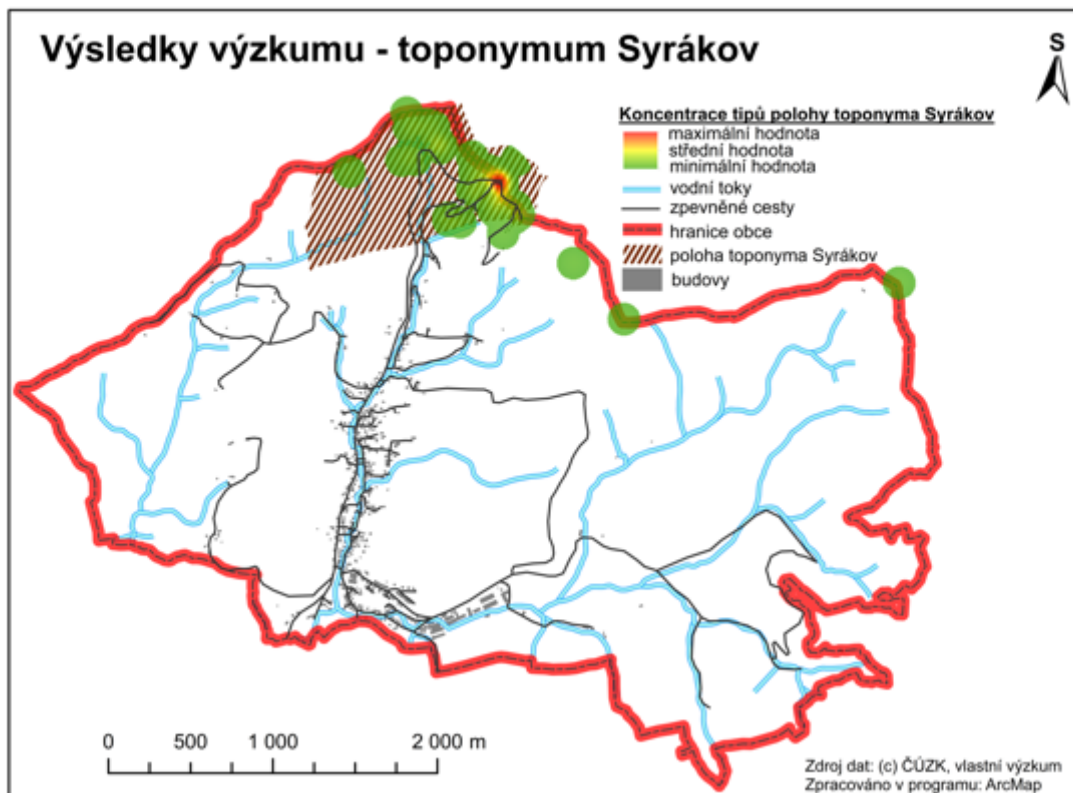 Výsledky výzkumu - toponymum Syrákov
S
Koncentrace tipů polohy toponyma Syrákov
maximální hodnota
střední hodnota
minimální hodnota
vodní toky
zpevněné cesty
hranice obce
poloha toponyma Syrákov
budovy
0 500 1 000 2 000 m
Zdroj dat: (c) ČÚZK, vlastní výzkum
Zpracováno v programu: ArcMap